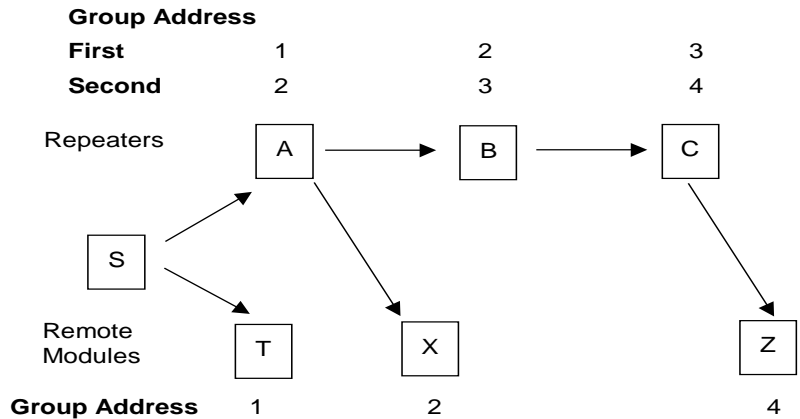 Group Address
First 1 2 3
Second 2 3 4
Repeaters A B C
S
Remote
Modules T X Z
Group Address 1 2 4